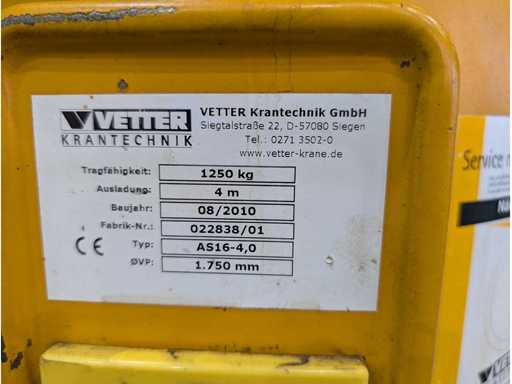 VETTER
KRANTECHNIK
VETTER Krantechnik GmbH
Siegtalstraße 22, D-57080 Siegen
Tel.: 0271 3502-0
www.vetter-krane.de
Tragfähigkeit: 1250 kg
Ausladung: 4 m
Baujahr: 08/2010
Fabrik-Nr.: 022838/01
CE Typ: AS16-4,0
ØVP: 1.750 mm
Service